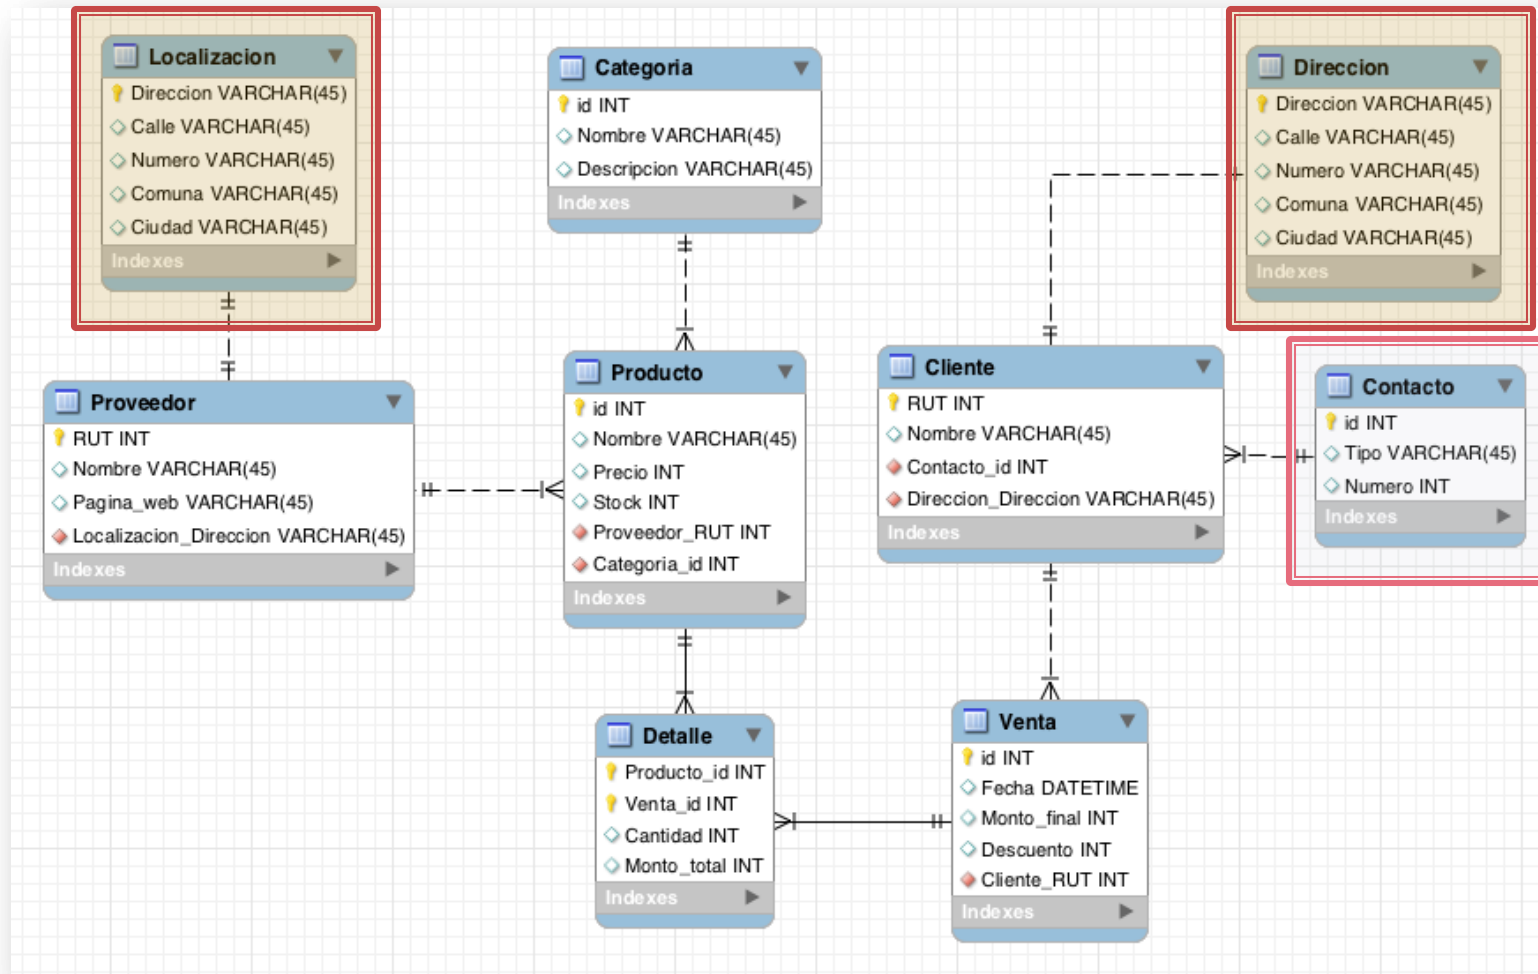 Localizacion
Direccion VARCHAR(45)
Calle VARCHAR(45)
Numero VARCHAR(45)
Comuna VARCHAR(45)
Ciudad VARCHAR(45)
Indexes
Categoria
id INT
Nombre VARCHAR(45)
Descripcion VARCHAR(45)
Indexes
Direccion
Direccion VARCHAR(45)
Calle VARCHAR(45)
Numero VARCHAR(45)
Comuna VARCHAR(45)
Ciudad VARCHAR(45)
Indexes
Proveedor
RUT INT
Nombre VARCHAR(45)
Pagina_web VARCHAR(45)
Localizacion_Direccion VARCHAR(45)
Indexes
Producto
id INT
Nombre VARCHAR(45)
Precio INT
Stock INT
Proveedor_RUT INT
Categoria_id INT
Indexes
Cliente
RUT INT
Nombre VARCHAR(45)
Contacto_id INT
Direccion_Direccion VARCHAR(45)
Indexes
Contacto
id INT
Tipo VARCHAR(45)
Numero INT
Indexes
Detalle
Producto_id INT
Venta_id INT
Cantidad INT
Monto_total INT
Indexes
Venta
id INT
Fecha DATETIME
Monto_final INT
Descuento INT
Cliente_RUT INT
Indexes